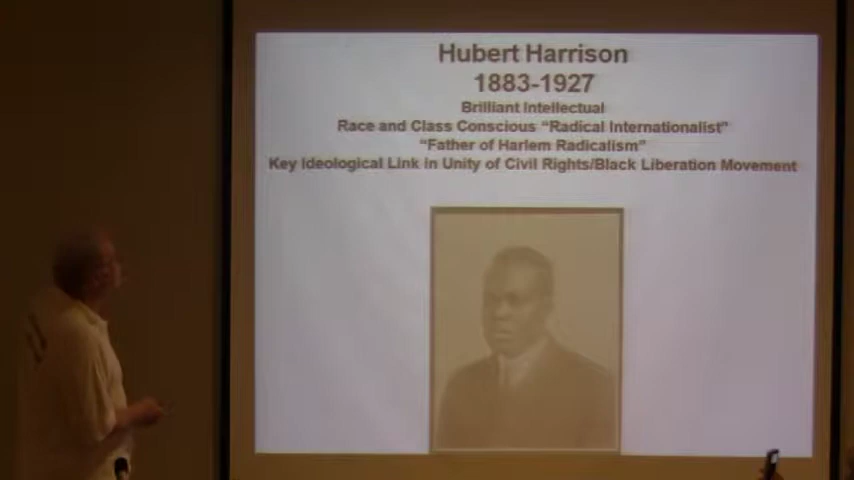 Hubert Harrison
1883-1927
Brilliant Intellectual
Race and Class Conscious “Radical Internationalist”
“Father of Harlem Radicalism”
Key Ideological Link in Unity of Civil Rights/Black Liberation Movement